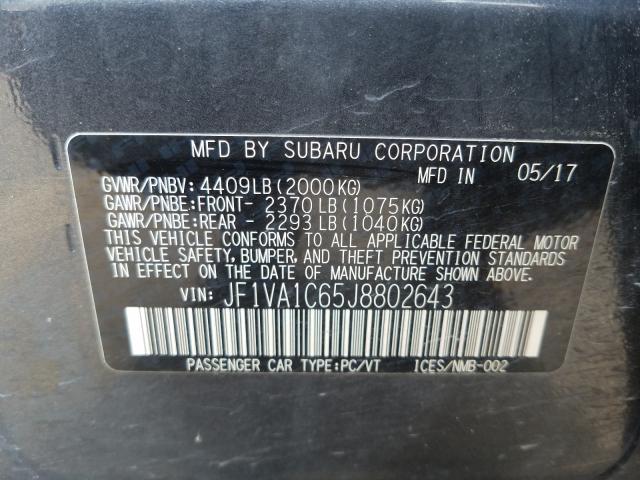 MFD BY SUBARU CORPORATION
MFD IN 05/17
GVWR/PNBV: 4409LB(2000KG)
GAWR/PNBE:FRONT- 2370LB(1075KG)
GAWR/PNBE:REAR - 2293LB(1040KG)
THIS VEHICLE CONFORMS TO ALL APPLICABLE FEDERAL MOTOR
VEHICLE SAFETY, BUMPER, AND THEFT PREVENTION STANDARDS
IN EFFECT ON THE DATE OF MANUFACTURE SHOWN ABOVE.
VIN: JF1VA1C65J8802643
PASSENGER CAR TYPE:PC/VT ICES/NMB-002